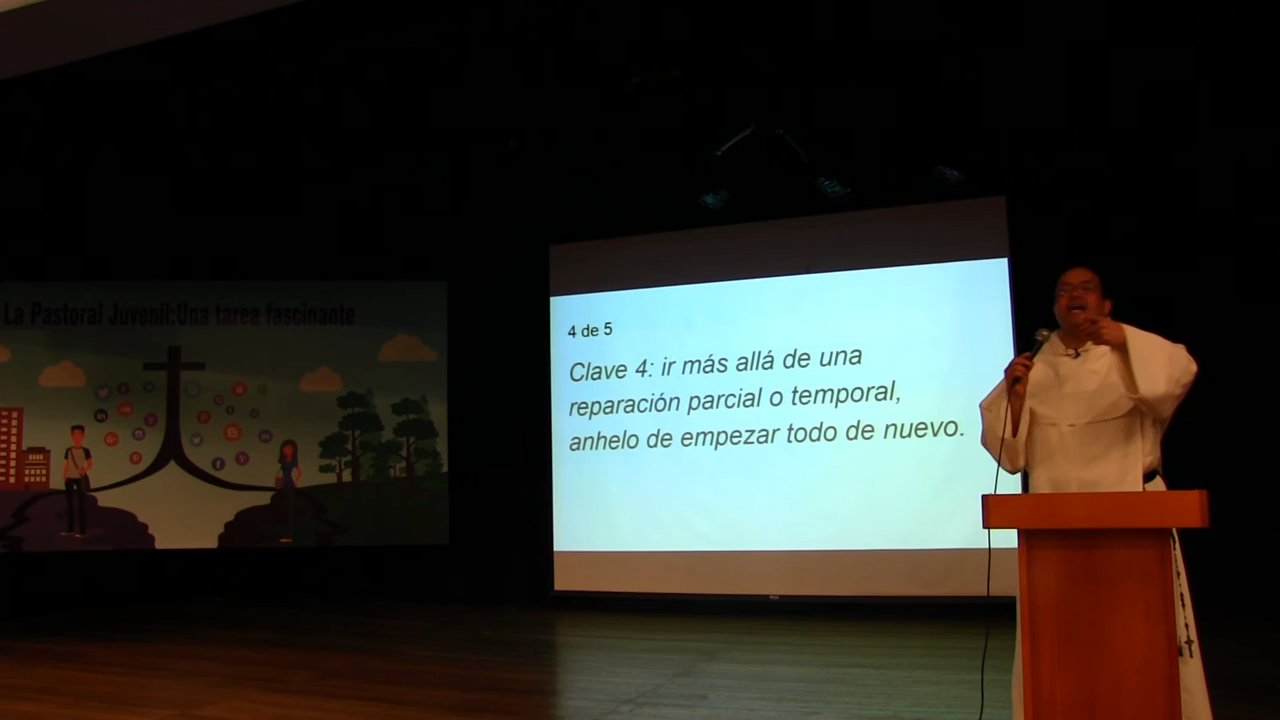 La Pastoral Juvenil:Una tarea fascinante
4 de 5
Clave 4: ir más allá de una
reparación parcial o temporal,
anhelo de empezar todo de nuevo.